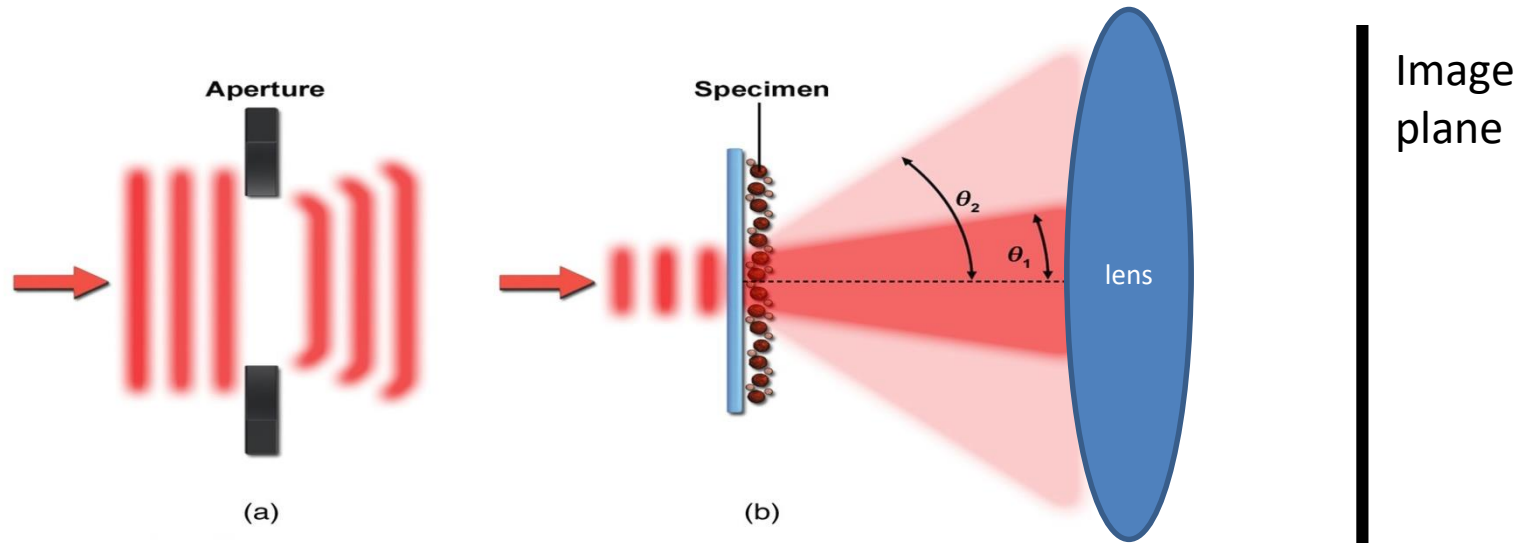 Aperture
Specimen
θ₂
θ₁
lens
Image
plane
(a)
(b)